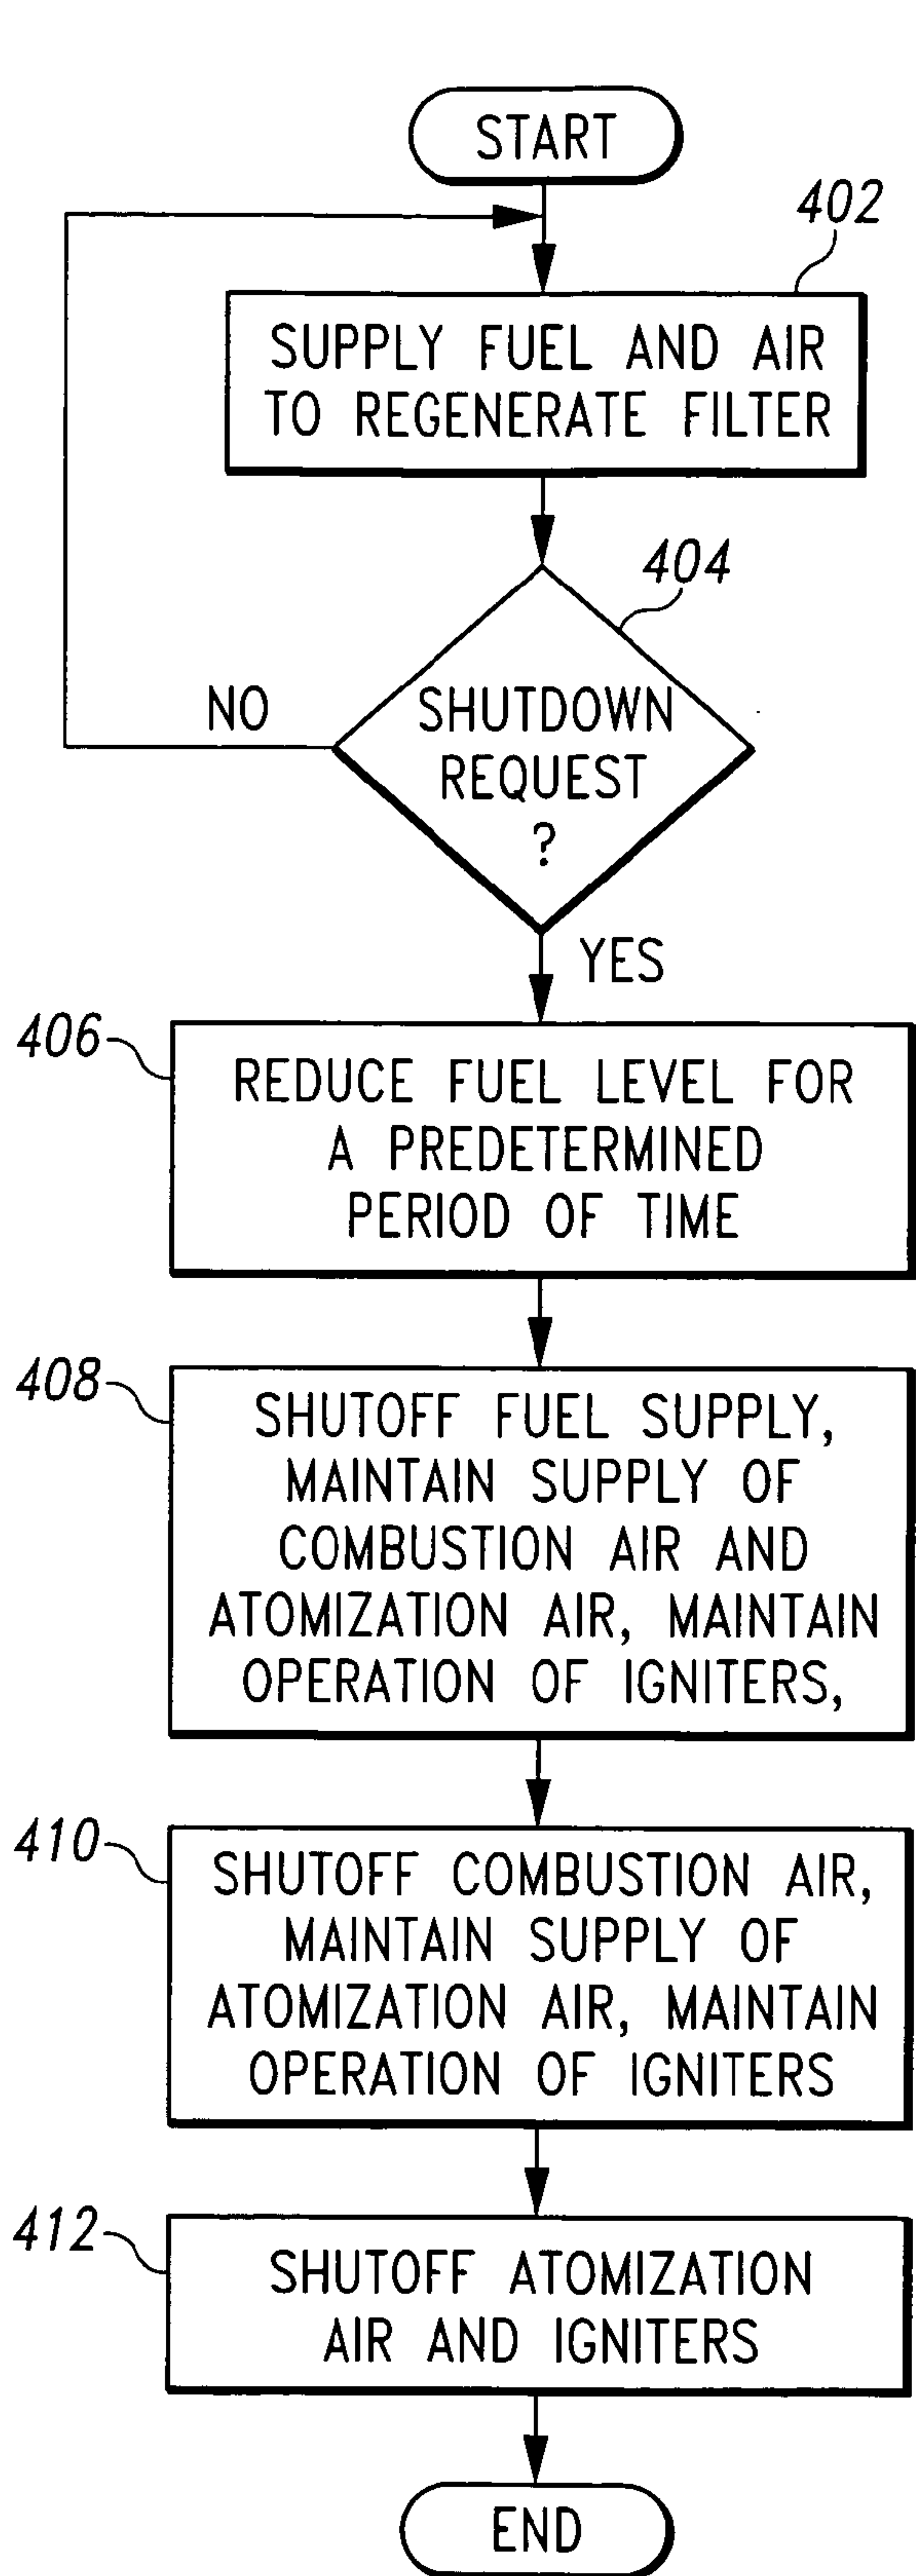 START
402
SUPPLY FUEL AND AIR
TO REGENERATE FILTER
404
NO
SHUTDOWN
REQUEST
?
YES
406
REDUCE FUEL LEVEL FOR
A PREDETERMINED
PERIOD OF TIME
408
SHUTOFF FUEL SUPPLY,
MAINTAIN SUPPLY OF
COMBUSTION AIR AND
ATOMIZATION AIR, MAINTAIN
OPERATION OF IGNITERS,
410
SHUTOFF COMBUSTION AIR,
MAINTAIN SUPPLY OF
ATOMIZATION AIR, MAINTAIN
OPERATION OF IGNITERS
412
SHUTOFF ATOMIZATION
AIR AND IGNITERS
END